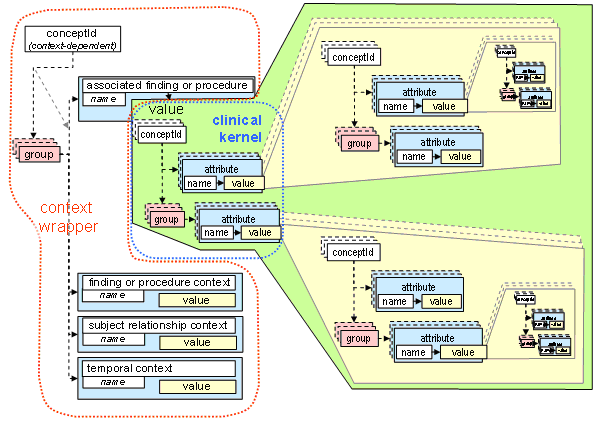 conceptId
(context-dependent)
associated finding or procedure
name
value
group
conceptId
clinical
kernel
attribute
name
value
group
attribute
name
value
context
wrapper
finding or procedure context
name
value
subject relationship context
name
value
temporal context
name
value
conceptId
attribute
name
value
group
attribute
name
value
conceptId
attribute
name
value
group
attribute
name
value
conceptId